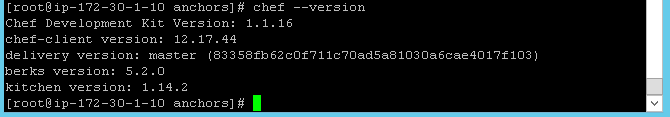 [root@ip-172-30-1-10 anchors]# chef --version
Chef Development Kit Version: 1.1.16
chef-client version: 12.17.44
delivery version: master (83358fb62c0f711c70ad5a81030a6cae4017f103)
berks version: 5.2.0
kitchen version: 1.14.2
[root@ip-172-30-1-10 anchors]#